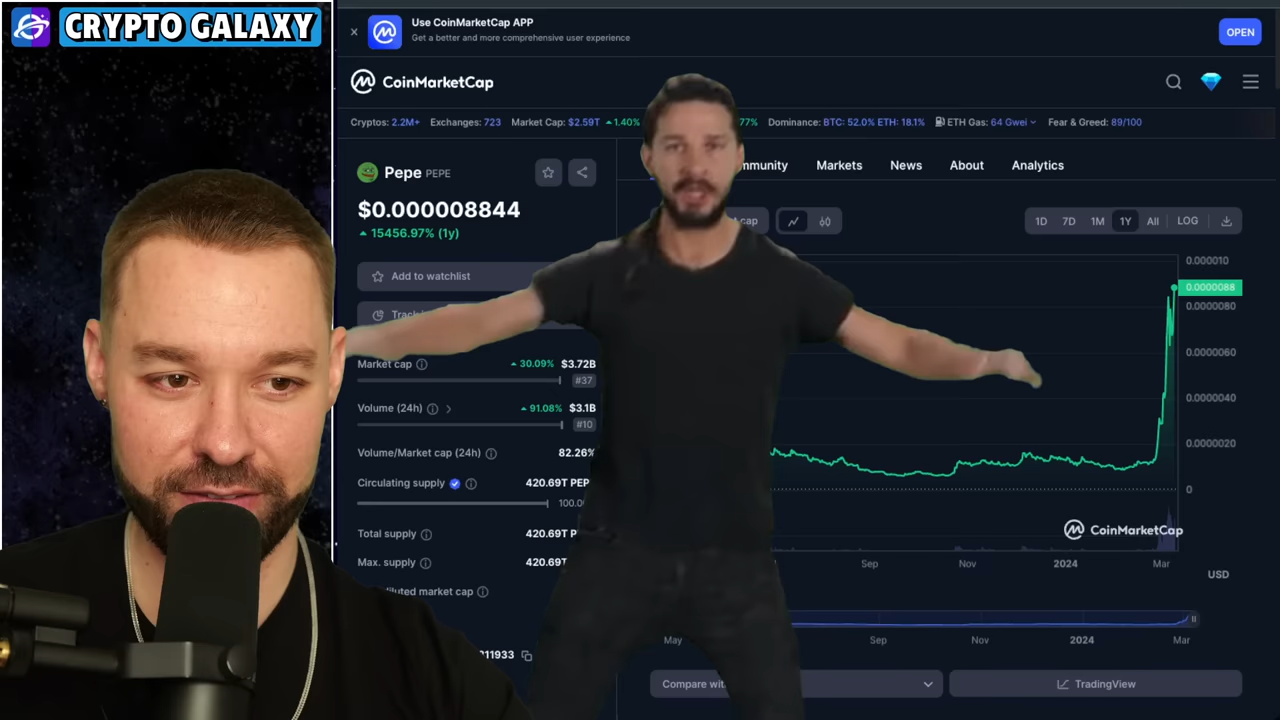 CRYPTO GALAXY
Use CoinMarketCap APP
Get a better and more comprehensive user experience
OPEN
CoinMarketCap
Cryptos: 2.2M+ Exchanges: 723 Market Cap: $2.59T 1.40% 77% Dominance: BTC: 52.0% ETH: 18.1% ETH Gas: 64 Gwei Fear & Greed: 89/100
Pepe PEPE
Markets News About Analytics
$0.000008844
15456.97% (1y)
cap
1D 7D 1M 1Y All LOG
Add to watchlist
Market cap 30.09% $3.72B
#37
Volume (24h) 91.08% $3.1B
#10
Volume/Market cap (24h) 82.26%
Circulating supply 420.69T PEP
100.0
Total supply 420.69T P
Max. supply 420.69T
diluted market cap
11933
0.000010
0.0000088
0.0000080
0.0000060
0.0000040
0.0000020
0
CoinMarketCap
Sep Nov 2024 Mar
USD
May Sep Nov 2024 Mar
Compare wit
TradingView